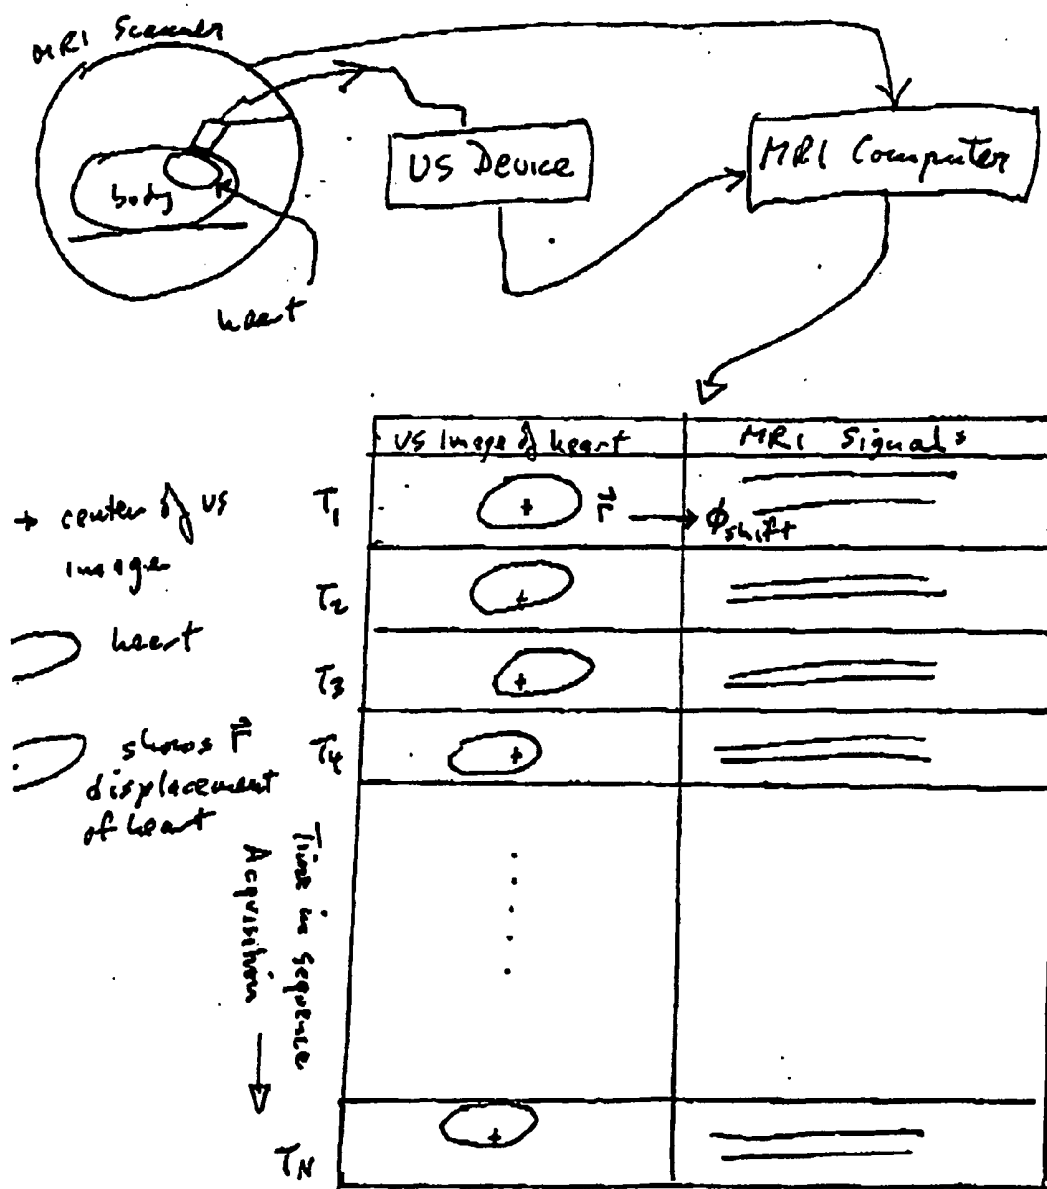 MRI Scanner
body
heart
US Device
MRI Computer
US Image of heart
MRI Signals
T1
+
r⃗ → ϕshift
T2
+
T3
+
T4
+
TN
+
+ center of US
image
heart
shows r⃗
displacement
of heart
Time in sequence
Acquisition